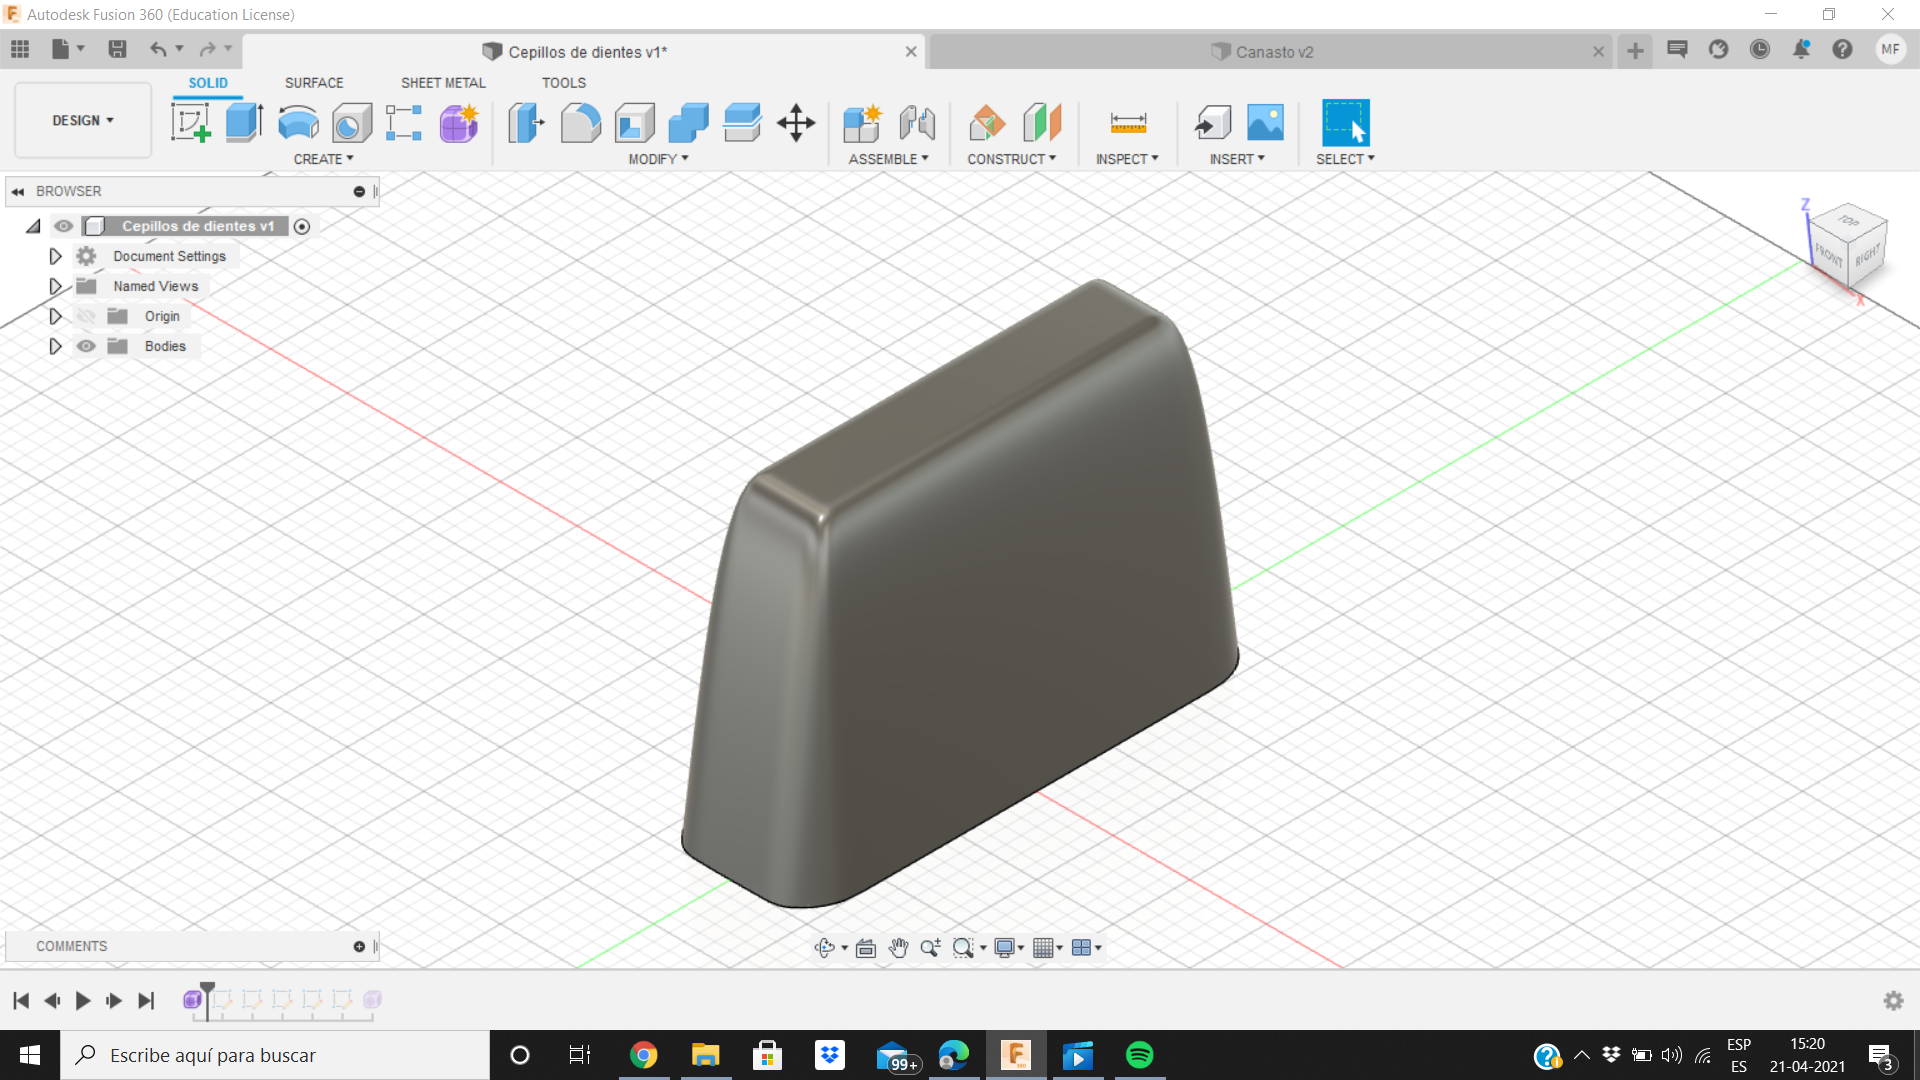 Autodesk Fusion 360 (Education License)
Cepillos de dientes v1*
Canasto v2
MF
SOLID
SURFACE
SHEET METAL
TOOLS
DESIGN
CREATE
MODIFY
ASSEMBLE
CONSTRUCT
INSPECT
INSERT
SELECT
BROWSER
Cepillos de dientes v1
Document Settings
Named Views
Origin
Bodies
Z
TOP
FRONT
RIGHT
X
COMMENTS
Escribe aquí para buscar
99+
ESP
ES
15:20
21-04-2021
3